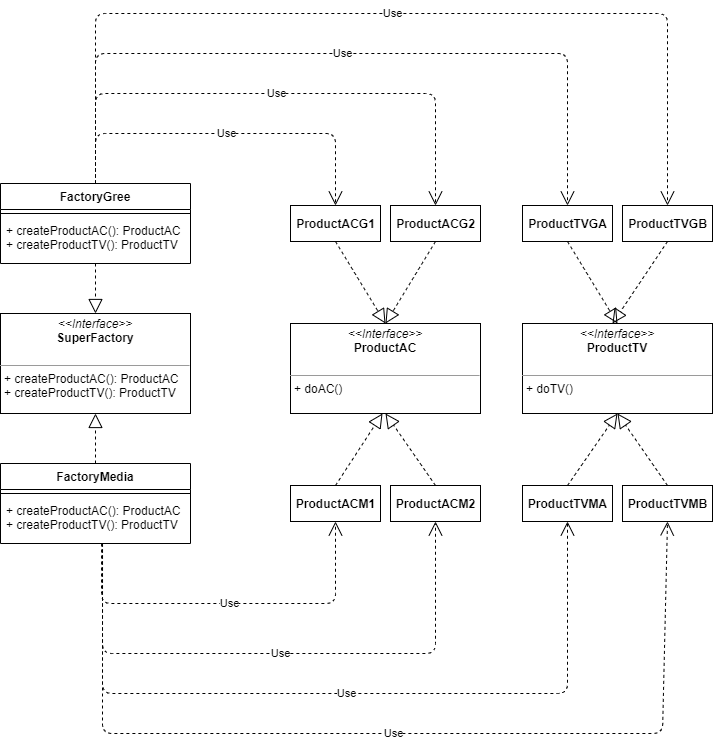 Use
Use
Use
Use
FactoryGree
+ createProductAC(): ProductAC
+ createProductTV(): ProductTV
ProductACG1
ProductACG2
ProductTVGA
ProductTVGB
<<Interface>>
SuperFactory
+ createProductAC(): ProductAC
+ createProductTV(): ProductTV
<<Interface>>
ProductAC
+ doAC()
<<Interface>>
ProductTV
+ doTV()
FactoryMedia
+ createProductAC(): ProductAC
+ createProductTV(): ProductTV
ProductACM1
ProductACM2
ProductTVMA
ProductTVMB
Use
Use
Use
Use